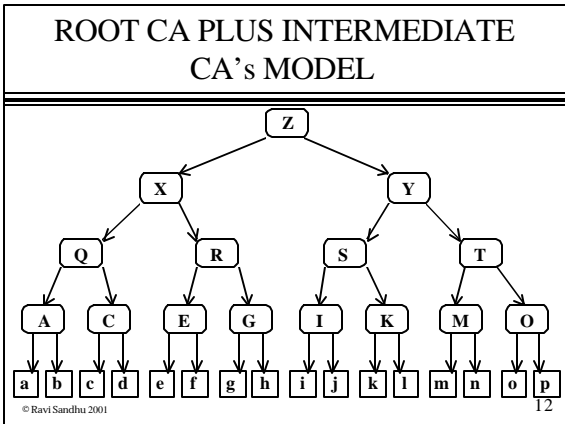 ROOT CA PLUS INTERMEDIATE
CA's MODEL
Z
X Y
Q R S T
A C E G I K M O
a b c d e f g h i j k l m n o p
© Ravi Sandhu 2001 12